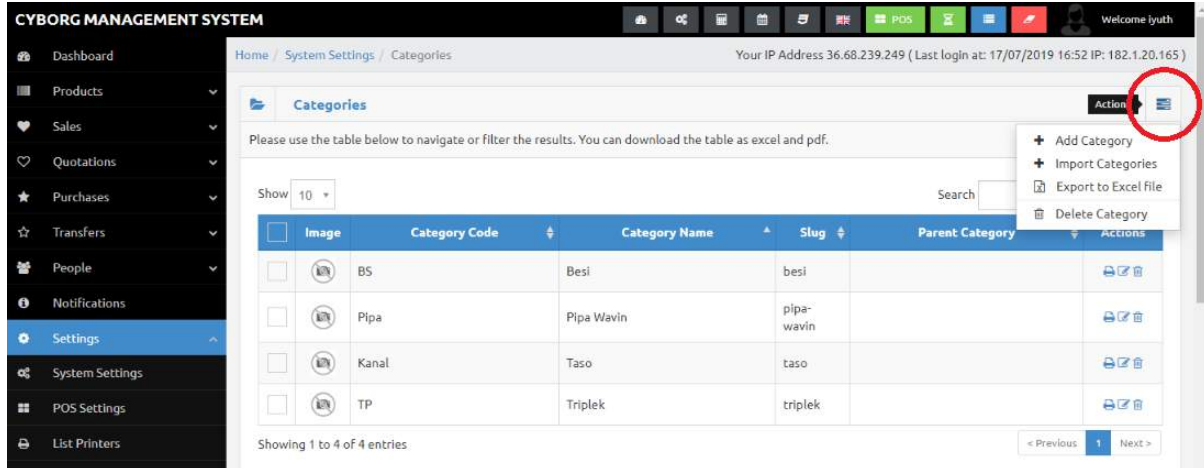 CYBORG MANAGEMENT SYSTEM
POS
Welcome iyuth
Dashboard
Home / System Settings / Categories
Your IP Address 36.68.239.249 ( Last login at: 17/07/2019 16:52 IP: 182.1.20.165 )
Products
Categories
Sales
Please use the table below to navigate or filter the results. You can download the table as excel and pdf.
Add Category
Import Categories
Export to Excel file
Delete Category
Quotations
Purchases
Show 10
Search
Transfers
Image Category Code Category Name Slug Parent Category Actions
People
BS Besi besi
Notifications
Pipa Pipa Wavin pipa-
wavin
Settings
System Settings
Kanal Taso taso
POS Settings
TP Triplek triplek
List Printers
Showing 1 to 4 of 4 entries
< Previous 1 Next >